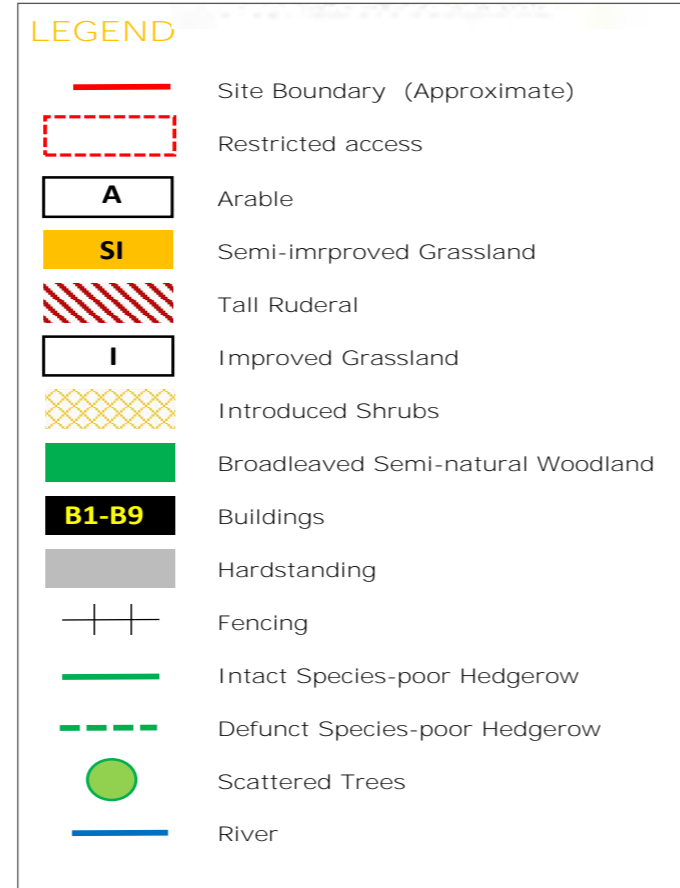 LEGEND
Site Boundary (Approximate)
Restricted access
A Arable
SI Semi-imrproved Grassland
Tall Ruderal
I Improved Grassland
Introduced Shrubs
Broadleaved Semi-natural Woodland
B1-B9 Buildings
Hardstanding
Fencing
Intact Species-poor Hedgerow
Defunct Species-poor Hedgerow
Scattered Trees
River